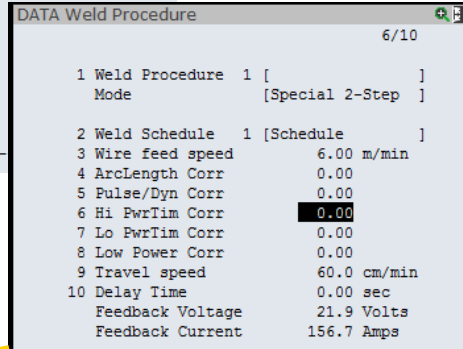 DATA Weld Procedure
6/10
1 Weld Procedure 1 [ ]
Mode [Special 2-Step ]
2 Weld Schedule 1 [Schedule ]
3 Wire feed speed 6.00 m/min
4 ArcLength Corr 0.00
5 Pulse/Dyn Corr 0.00
6 Hi PwrTim Corr 0.00
7 Lo PwrTim Corr 0.00
8 Low Power Corr 0.00
9 Travel speed 60.0 cm/min
10 Delay Time 0.00 sec
Feedback Voltage 21.9 Volts
Feedback Current 156.7 Amps